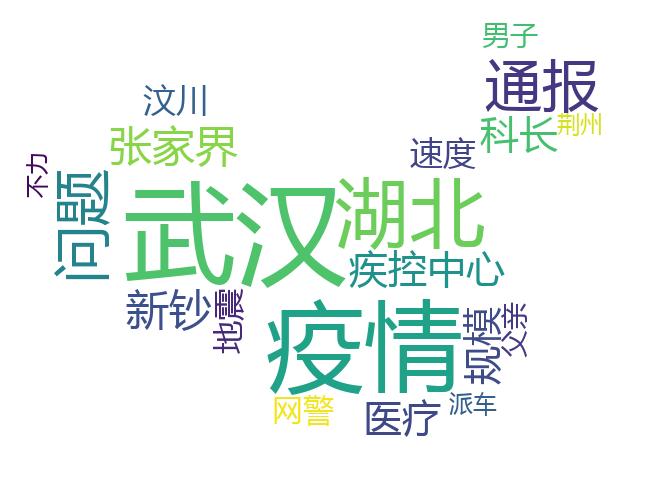 男子
通报
汶川
科长
荆州
张家界
速度
不力
问题
武汉
湖北
疾控中心
新钞
地震
疫情
规模
父亲
网警
医疗
派车